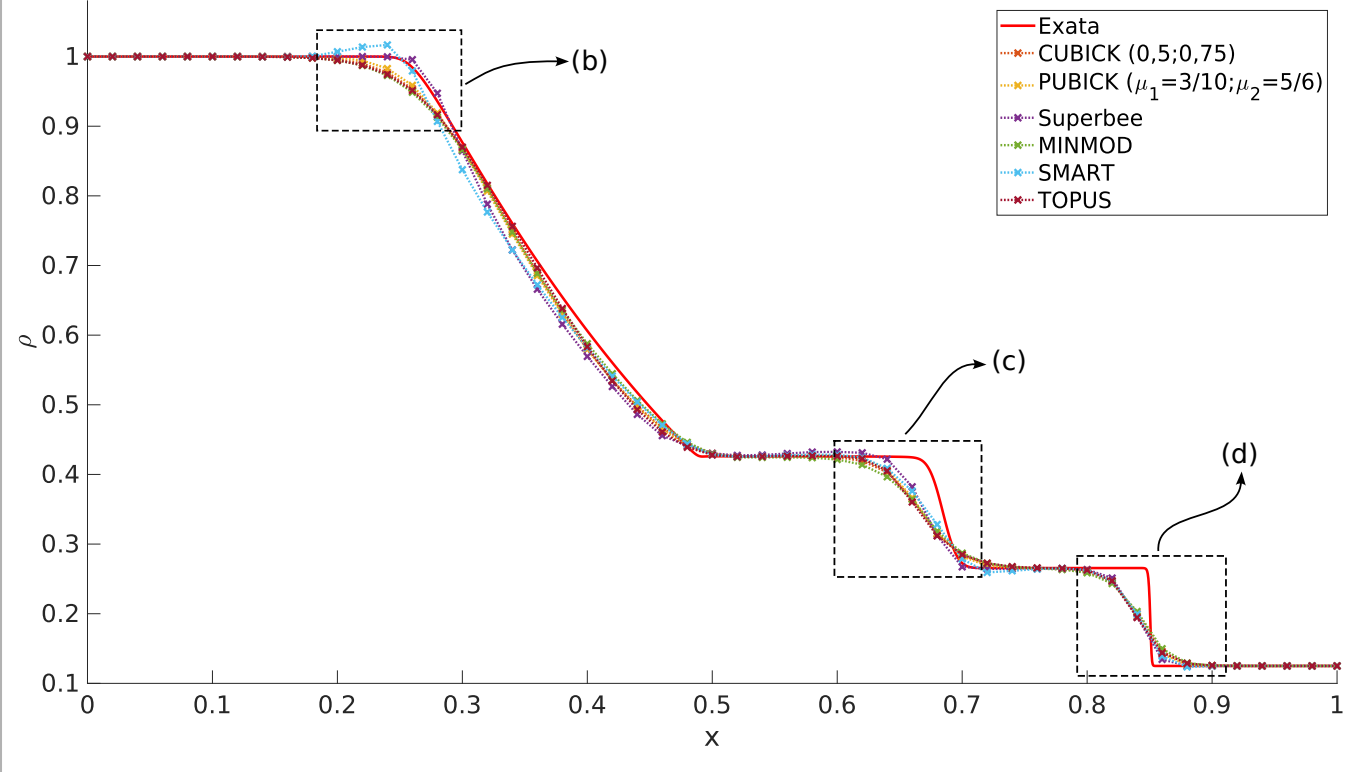 Exata
CUBICK (0,5;0,75)
PUBICK (μ1=3/10;μ2=5/6)
Superbee
MINMOD
SMART
TOPUS
(b)
(c)
(d)
1
0.9
0.8
0.7
0.6
0.5
0.4
0.3
0.2
0.1
ρ
0 0.1 0.2 0.3 0.4 0.5 0.6 0.7 0.8 0.9 1
x